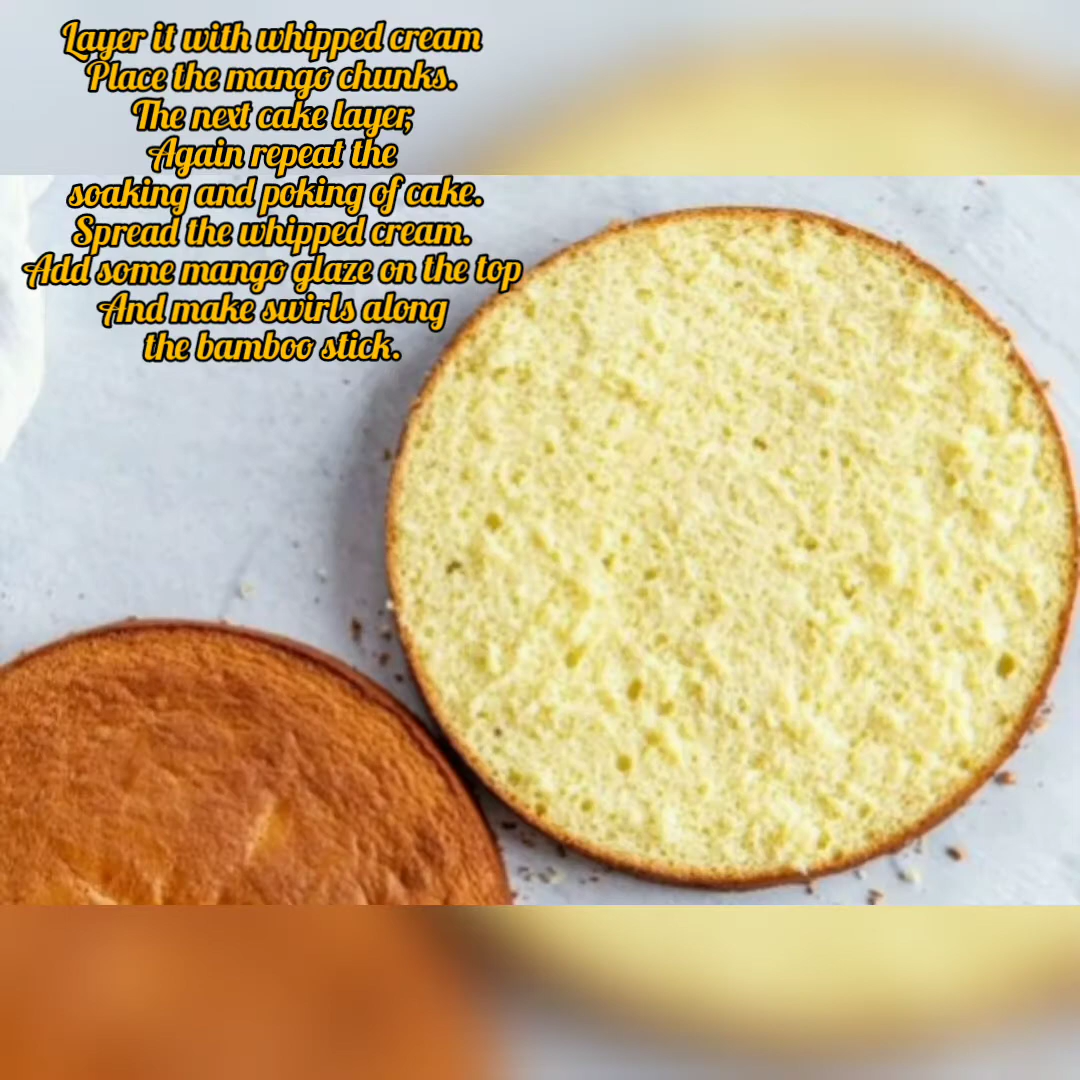 Layer it with whipped cream
Place the mango chunks.
The next cake layer,
Again repeat the
soaking and poking of cake.
Spread the whipped cream.
Add some mango glaze on the top
And make swirls along
the bamboo stick.